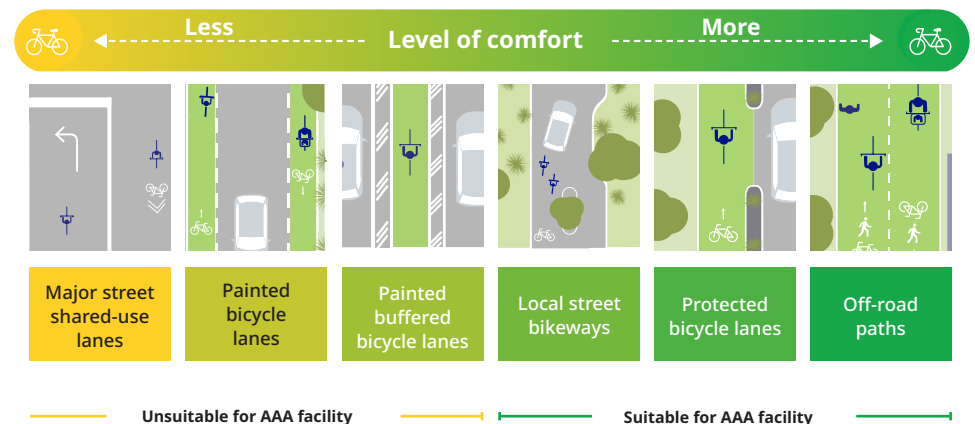 Less
Level of comfort
More
Major street
shared-use
lanes
Painted
bicycle
lanes
Painted
buffered
bicycle lanes
Local street
bikeways
Protected
bicycle lanes
Off-road
paths
Unsuitable for AAA facility
Suitable for AAA facility